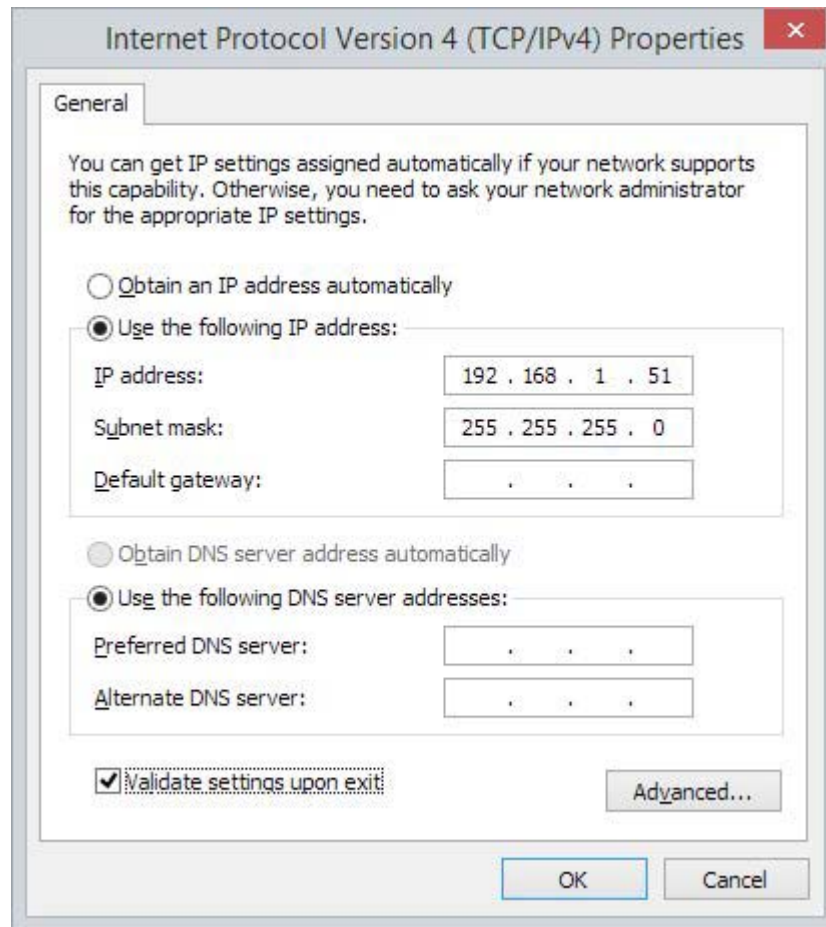 Internet Protocol Version 4 (TCP/IPv4) Properties
General
You can get IP settings assigned automatically if your network supports
this capability. Otherwise, you need to ask your network administrator
for the appropriate IP settings.
Obtain an IP address automatically
Use the following IP address:
IP address: 192 . 168 . 1 . 51
Subnet mask: 255 . 255 . 255 . 0
Default gateway: . . .
Obtain DNS server address automatically
Use the following DNS server addresses:
Preferred DNS server: . . .
Alternate DNS server: . . .
Validate settings upon exit
Advanced...
OK Cancel